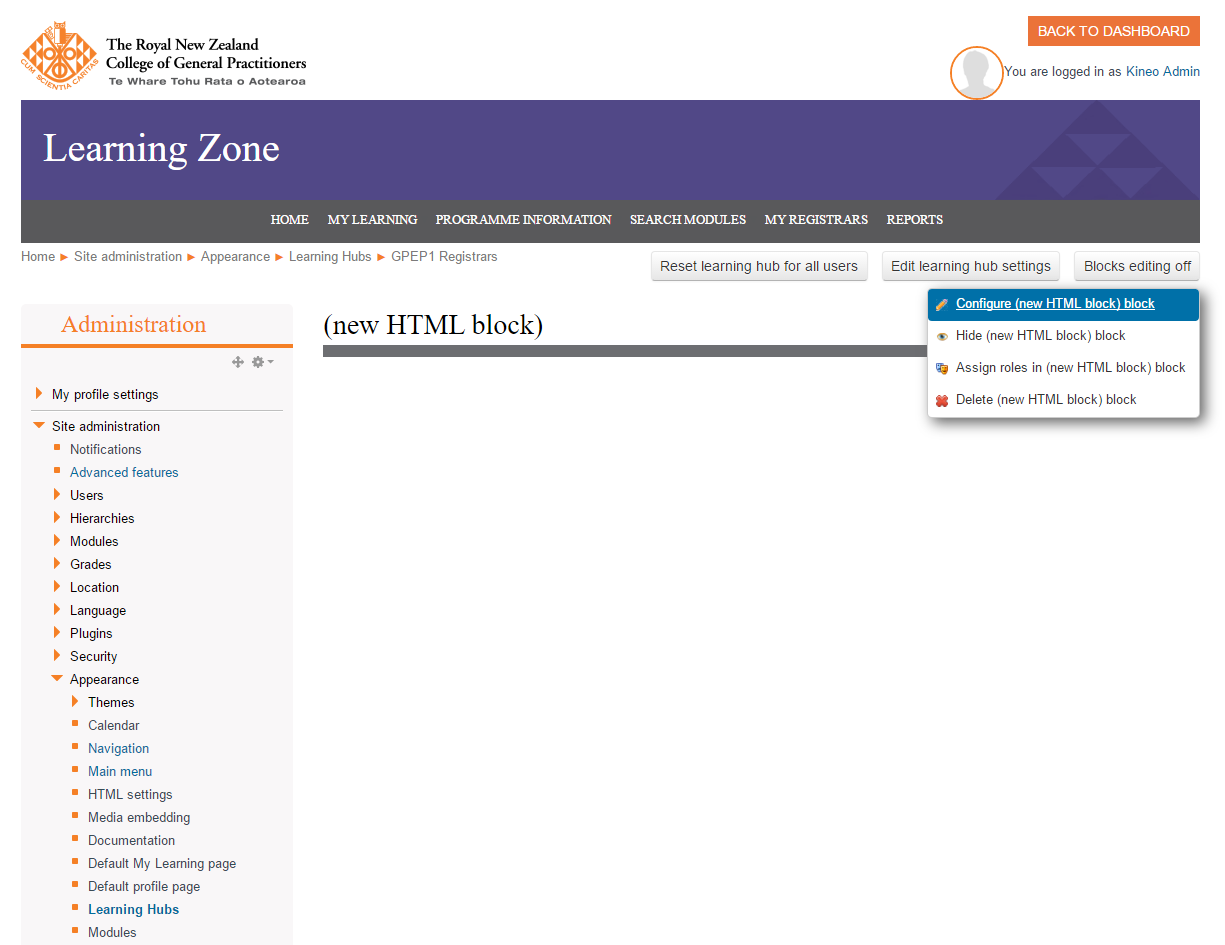 CUM SCIENTIA CARITAS
The Royal New Zealand
College of General Practitioners
Te Whare Tohu Rata o Aotearoa
BACK TO DASHBOARD
You are logged in as Kineo Admin
Learning Zone
HOME MY LEARNING PROGRAMME INFORMATION SEARCH MODULES MY REGISTRARS REPORTS
Home ► Site administration ► Appearance ► Learning Hubs ► GPEP1 Registrars
Reset learning hub for all users Edit learning hub settings Blocks editing off
Administration
My profile settings
Site administration
Notifications
Advanced features
Users
Hierarchies
Modules
Grades
Location
Language
Plugins
Security
Appearance
Themes
Calendar
Navigation
Main menu
HTML settings
Media embedding
Documentation
Default My Learning page
Default profile page
Learning Hubs
Modules
(new HTML block)
Configure (new HTML block) block
Hide (new HTML block) block
Assign roles in (new HTML block) block
Delete (new HTML block) block